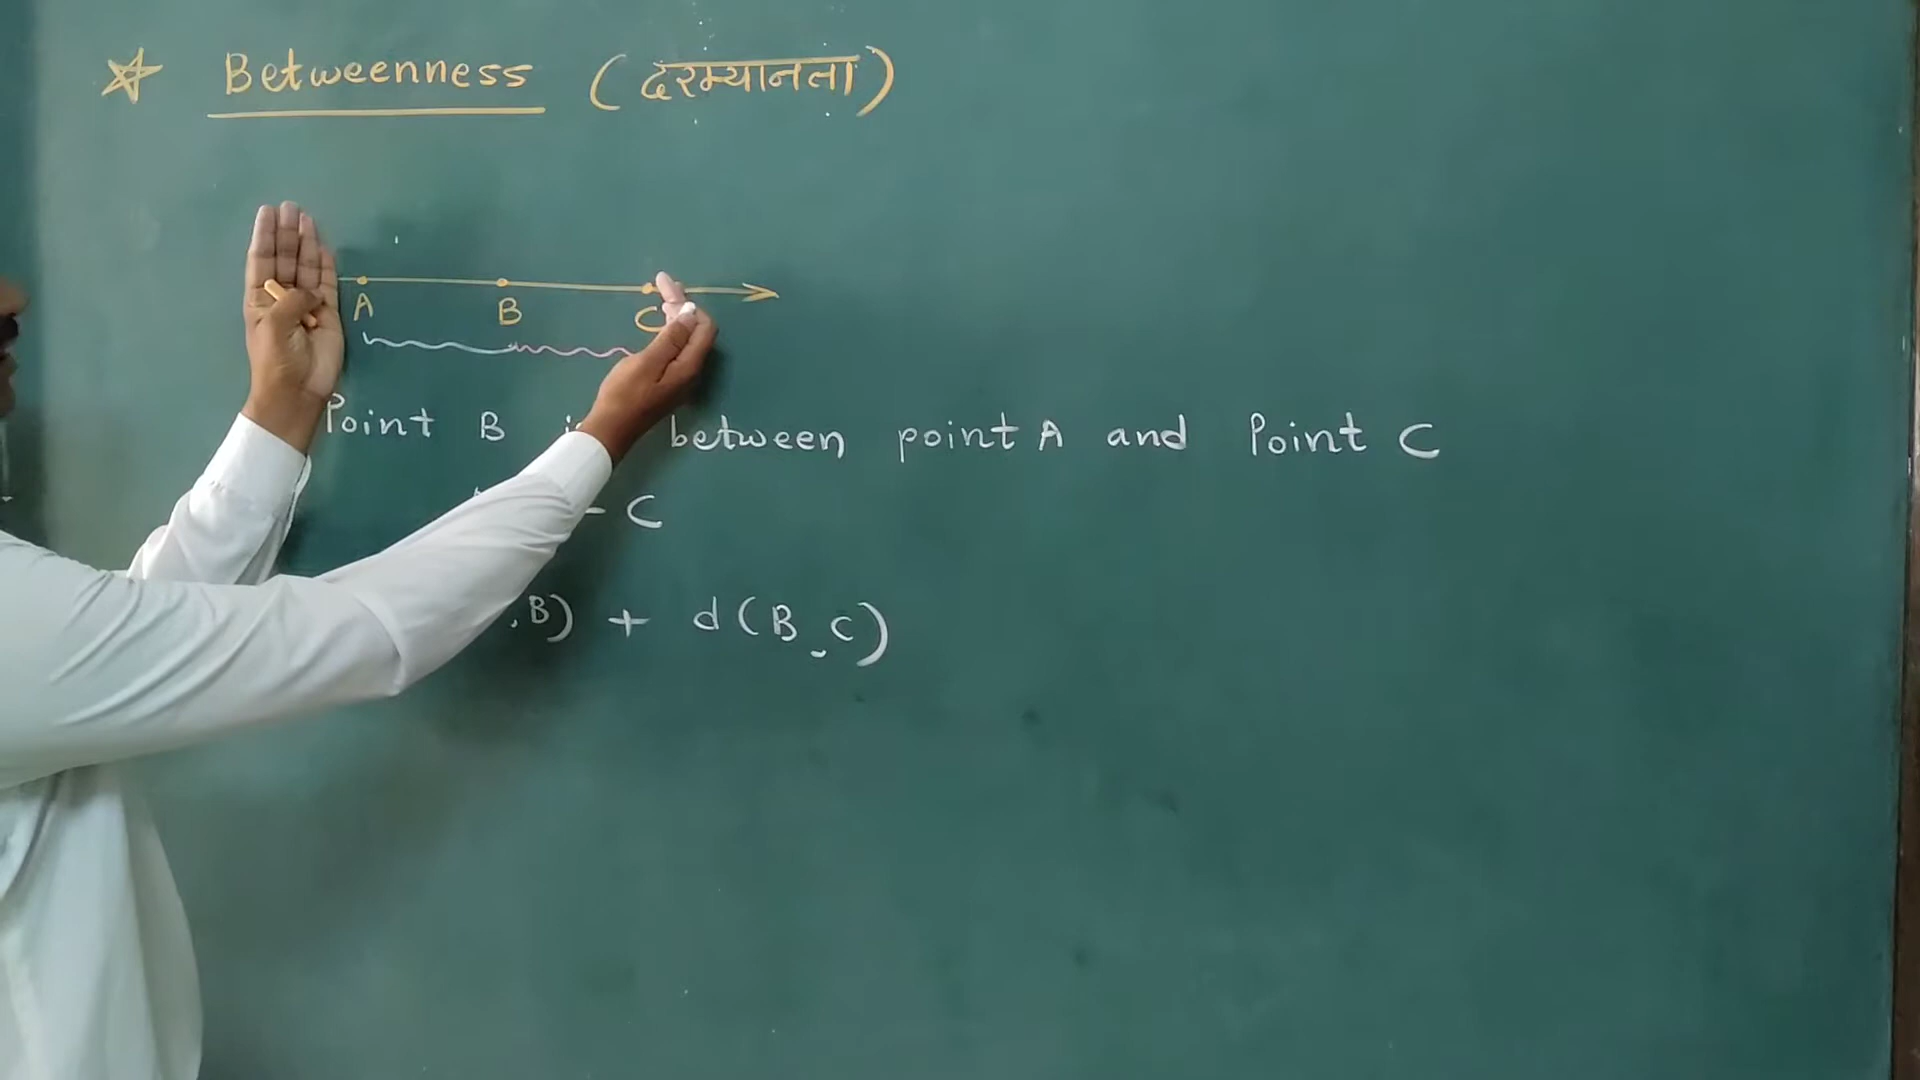 Betweenness (दरम्यानता)
A B C
Point B between point A and Point C
- C
,B) + d(B,C)